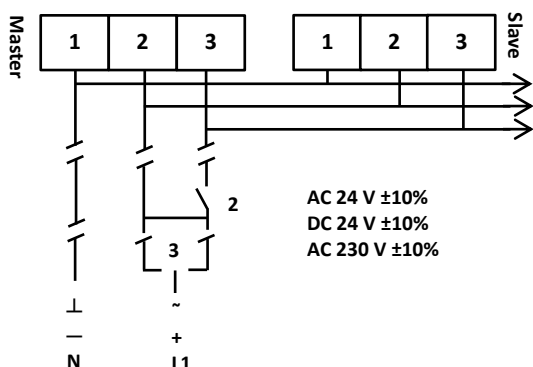 Master
1 2 3
1 2 3
Slave
2
AC 24 V ±10%
DC 24 V ±10%
AC 230 V ±10%
3
⊥ ~
— +
N L1